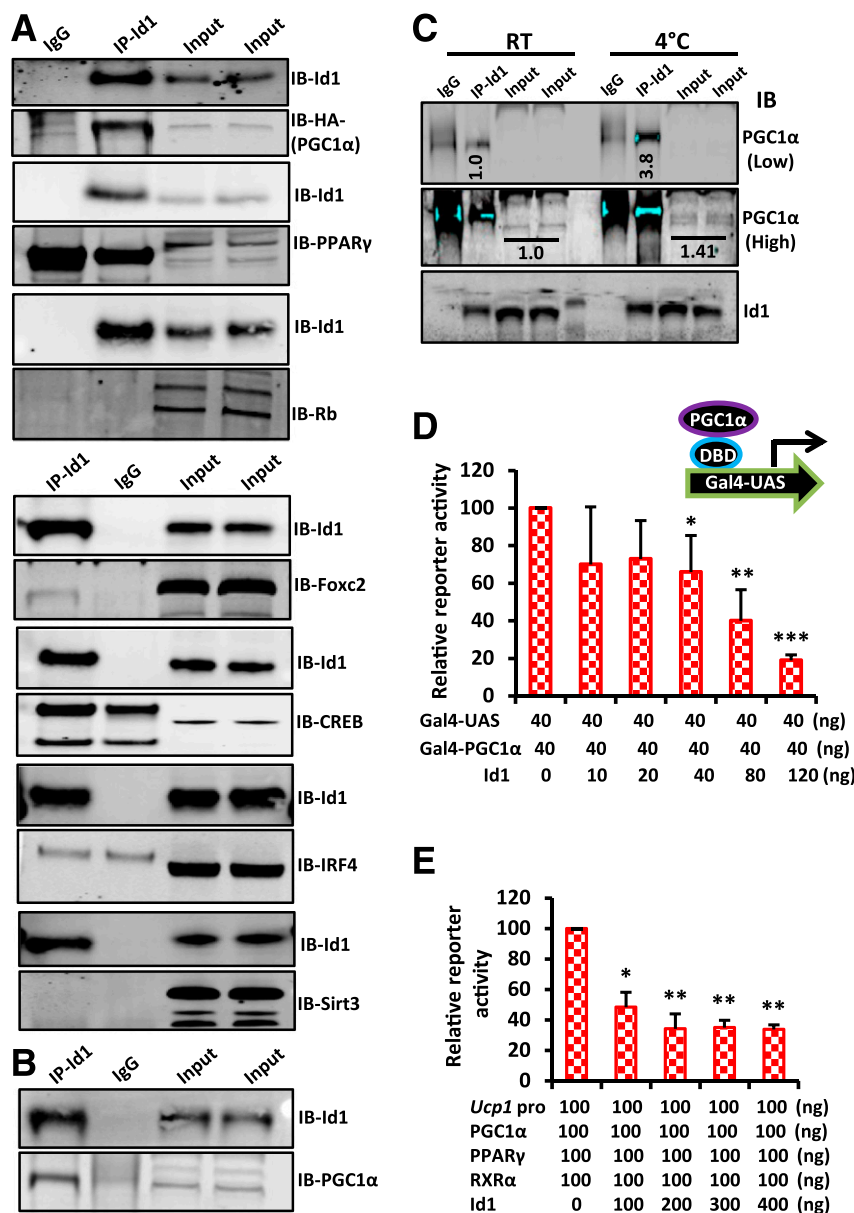 A
IgG IP-Id1 Input Input
IB-Id1
IB-HA-
(PGC1α)
IB-Id1
IB-PPARγ
IB-Id1
IB-Rb
IP-Id1 IgG Input Input
IB-Id1
IB-Foxc2
IB-Id1
IB-CREB
IB-Id1
IB-IRF4
IB-Id1
IB-Sirt3
B
IP-Id1 IgG Input Input
IB-Id1
IB-PGC1α
C
RT 4°C
IgG IP-Id1 Input Input IgG IP-Id1 Input Input
IB
PGC1α
(Low)
1.0 3.8
PGC1α
(High)
1.0 1.41
Id1
D
PGC1α
DBD
Gal4-UAS
Relative reporter activity
120
100
80
60
40
20
0
* ** ***
Gal4-UAS 40 40 40 40 40 40 (ng)
Gal4-PGC1α 40 40 40 40 40 40 (ng)
Id1 0 10 20 40 80 120 (ng)
E
Relative reporter
activity
120
100
80
60
40
20
0
* ** ** **
Ucp1 pro 100 100 100 100 100 (ng)
PGC1α 100 100 100 100 100 (ng)
PPARγ 100 100 100 100 100 (ng)
RXRα 100 100 100 100 100 (ng)
Id1 0 100 200 300 400 (ng)